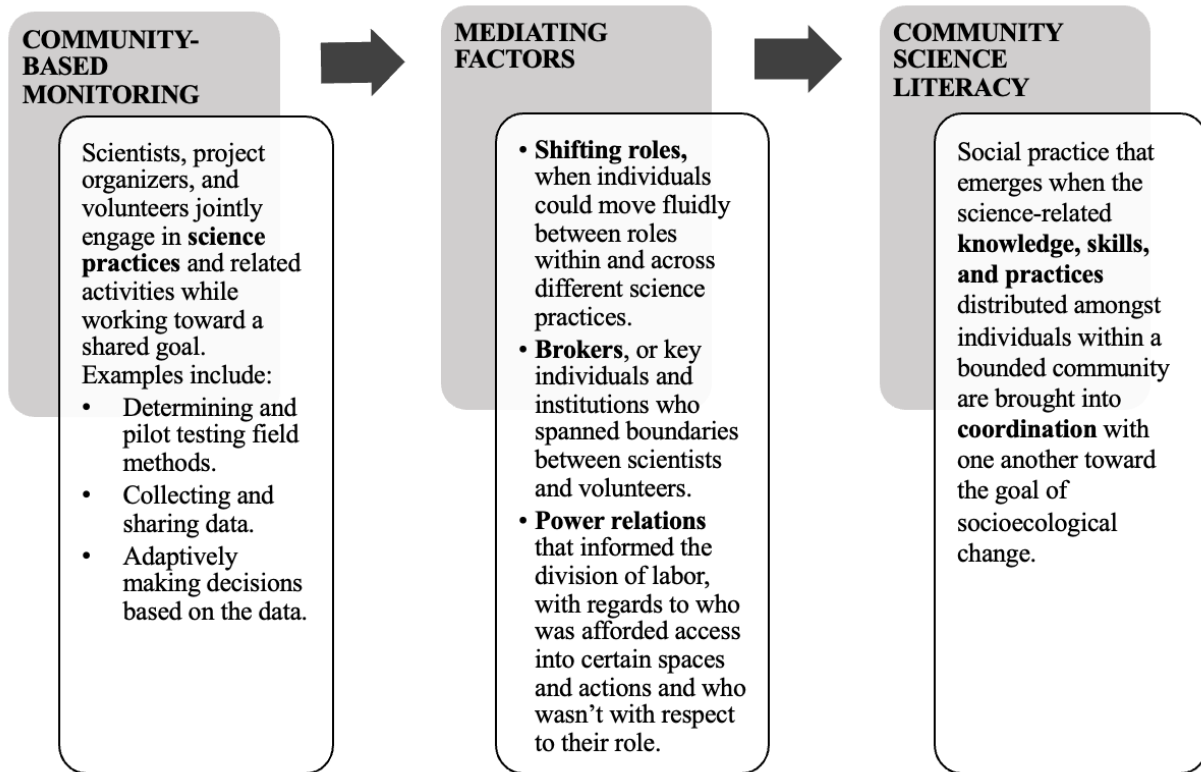 COMMUNITY-
BASED
MONITORING
Scientists, project
organizers, and
volunteers jointly
engage in science
practices and related
activities while
working toward a
shared goal.
Examples include:
• Determining and
pilot testing field
methods.
• Collecting and
sharing data.
• Adaptively
making decisions
based on the data.
MEDIATING
FACTORS
• Shifting roles,
when individuals
could move fluidly
between roles
within and across
different science
practices.
• Brokers, or key
individuals and
institutions who
spanned boundaries
between scientists
and volunteers.
• Power relations
that informed the
division of labor,
with regards to who
was afforded access
into certain spaces
and actions and who
wasn’t with respect
to their role.
COMMUNITY
SCIENCE
LITERACY
Social practice that
emerges when the
science-related
knowledge, skills,
and practices
distributed amongst
individuals within a
bounded community
are brought into
coordination with
one another toward
the goal of
socioecological
change.